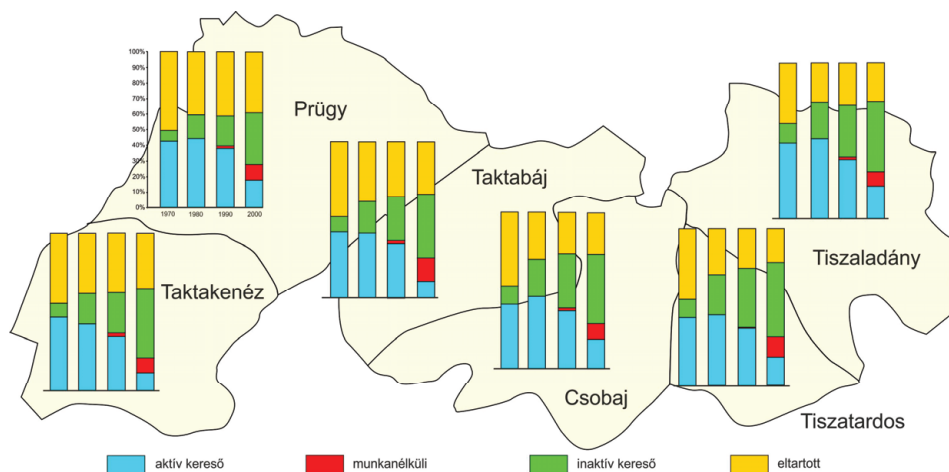 100%
90%
80%
70%
60%
50%
40%
30%
20%
10%
0%
1970 1980 1990 2000
Prügy
Taktabáj
Taktakenéz
Tiszaladány
Csobaj
Tiszatardos
aktív kereső munkanélküli inaktív kereső eltartott